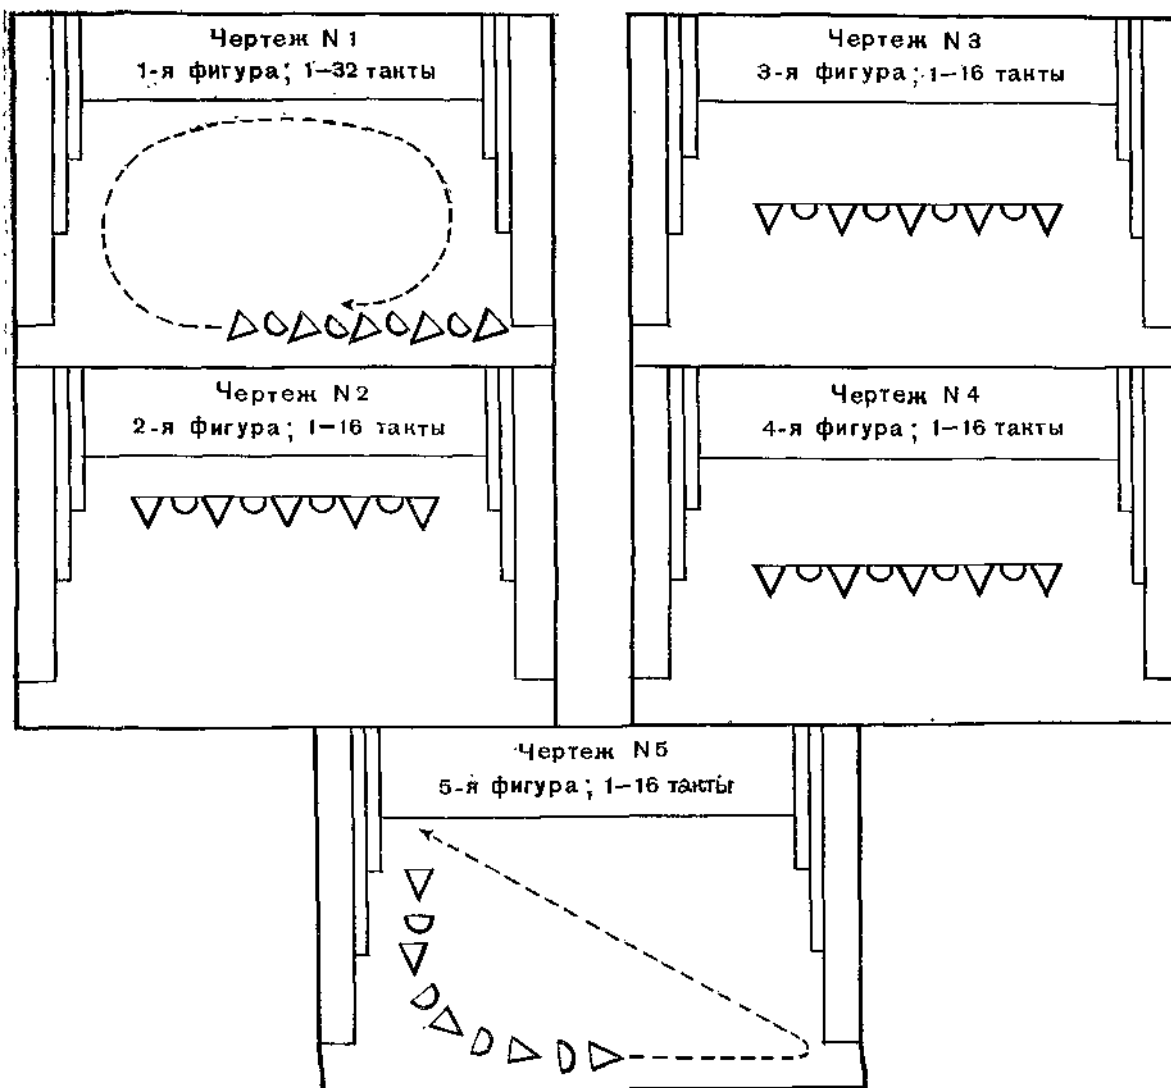 Чертеж N 1
1-я фигура; 1–32 такты
Чертеж N 3
3-я фигура; 1–16 такты
Чертеж N 2
2-я фигура; 1–16 такты
Чертеж N 4
4-я фигура; 1–16 такты
Чертеж N 5
5-я фигура; 1–16 такты